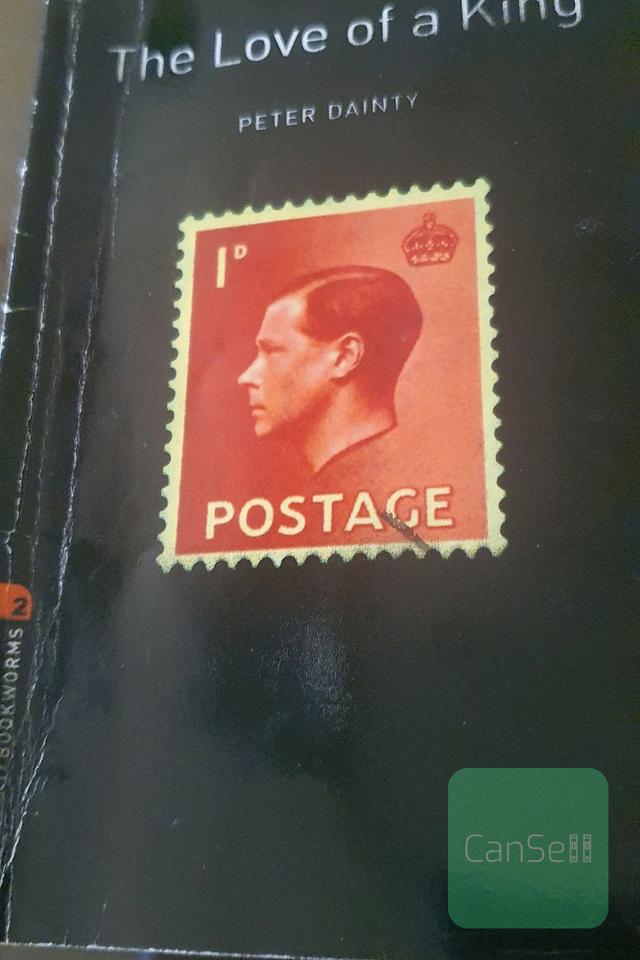 The Love of a King
PETER DAINTY
1D
POSTAGE
2
BOOKWORMS
CanSell